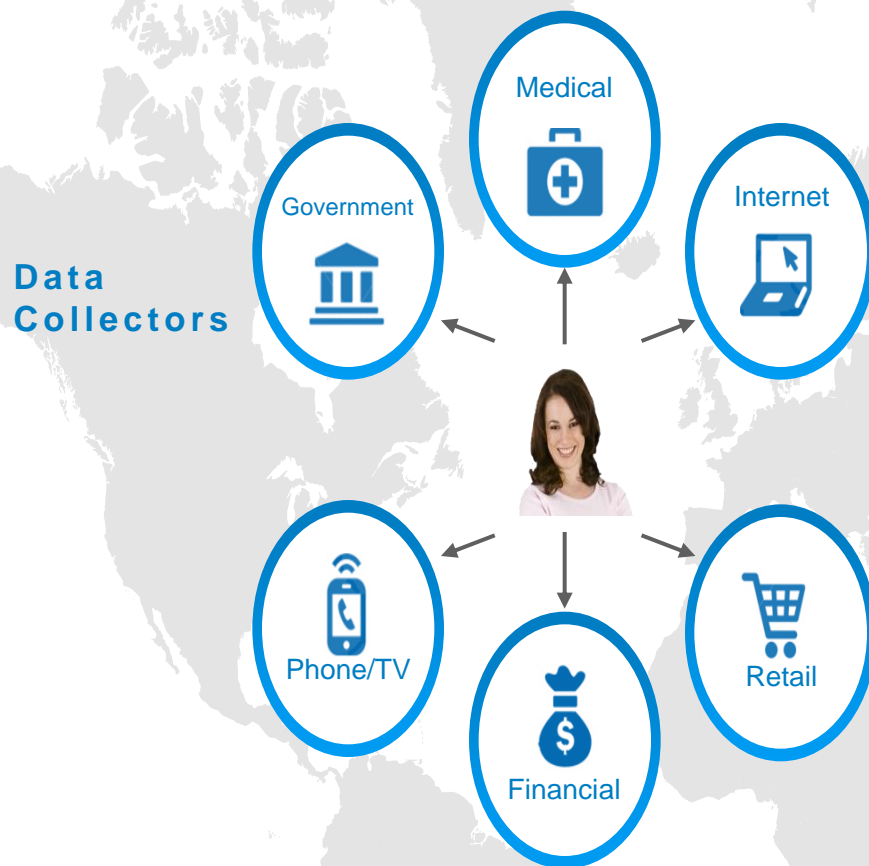 Data
Collectors
Medical
Government
Internet
Phone/TV
Retail
$
Financial